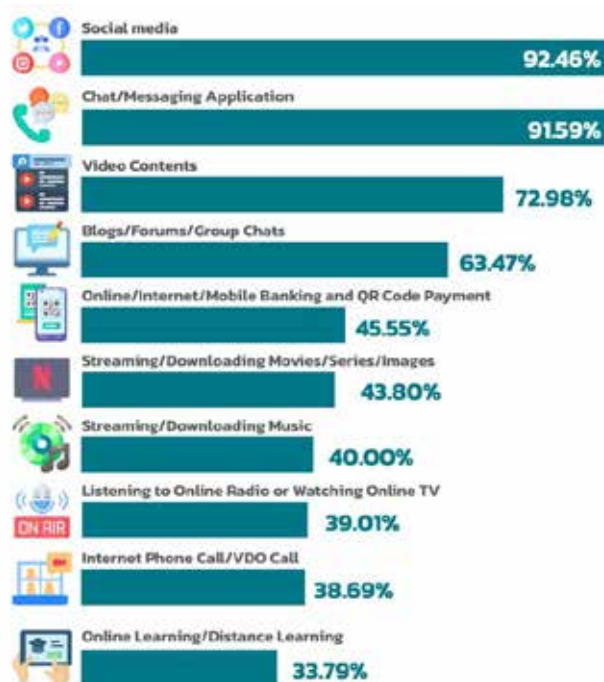 Social media
92.46%
Chat/Messaging Application
91.59%
Video Contents
72.98%
Blogs/Forums/Group Chats
63.47%
Online/Internet/Mobile Banking and QR Code Payment
45.55%
Streaming/Downloading Movies/Series/Images
N
43.80%
Streaming/Downloading Music
40.00%
Listening to Online Radio or Watching Online TV
ON AIR
39.01%
Internet Phone Call/VDO Call
38.69%
Online Learning/Distance Learning
33.79%